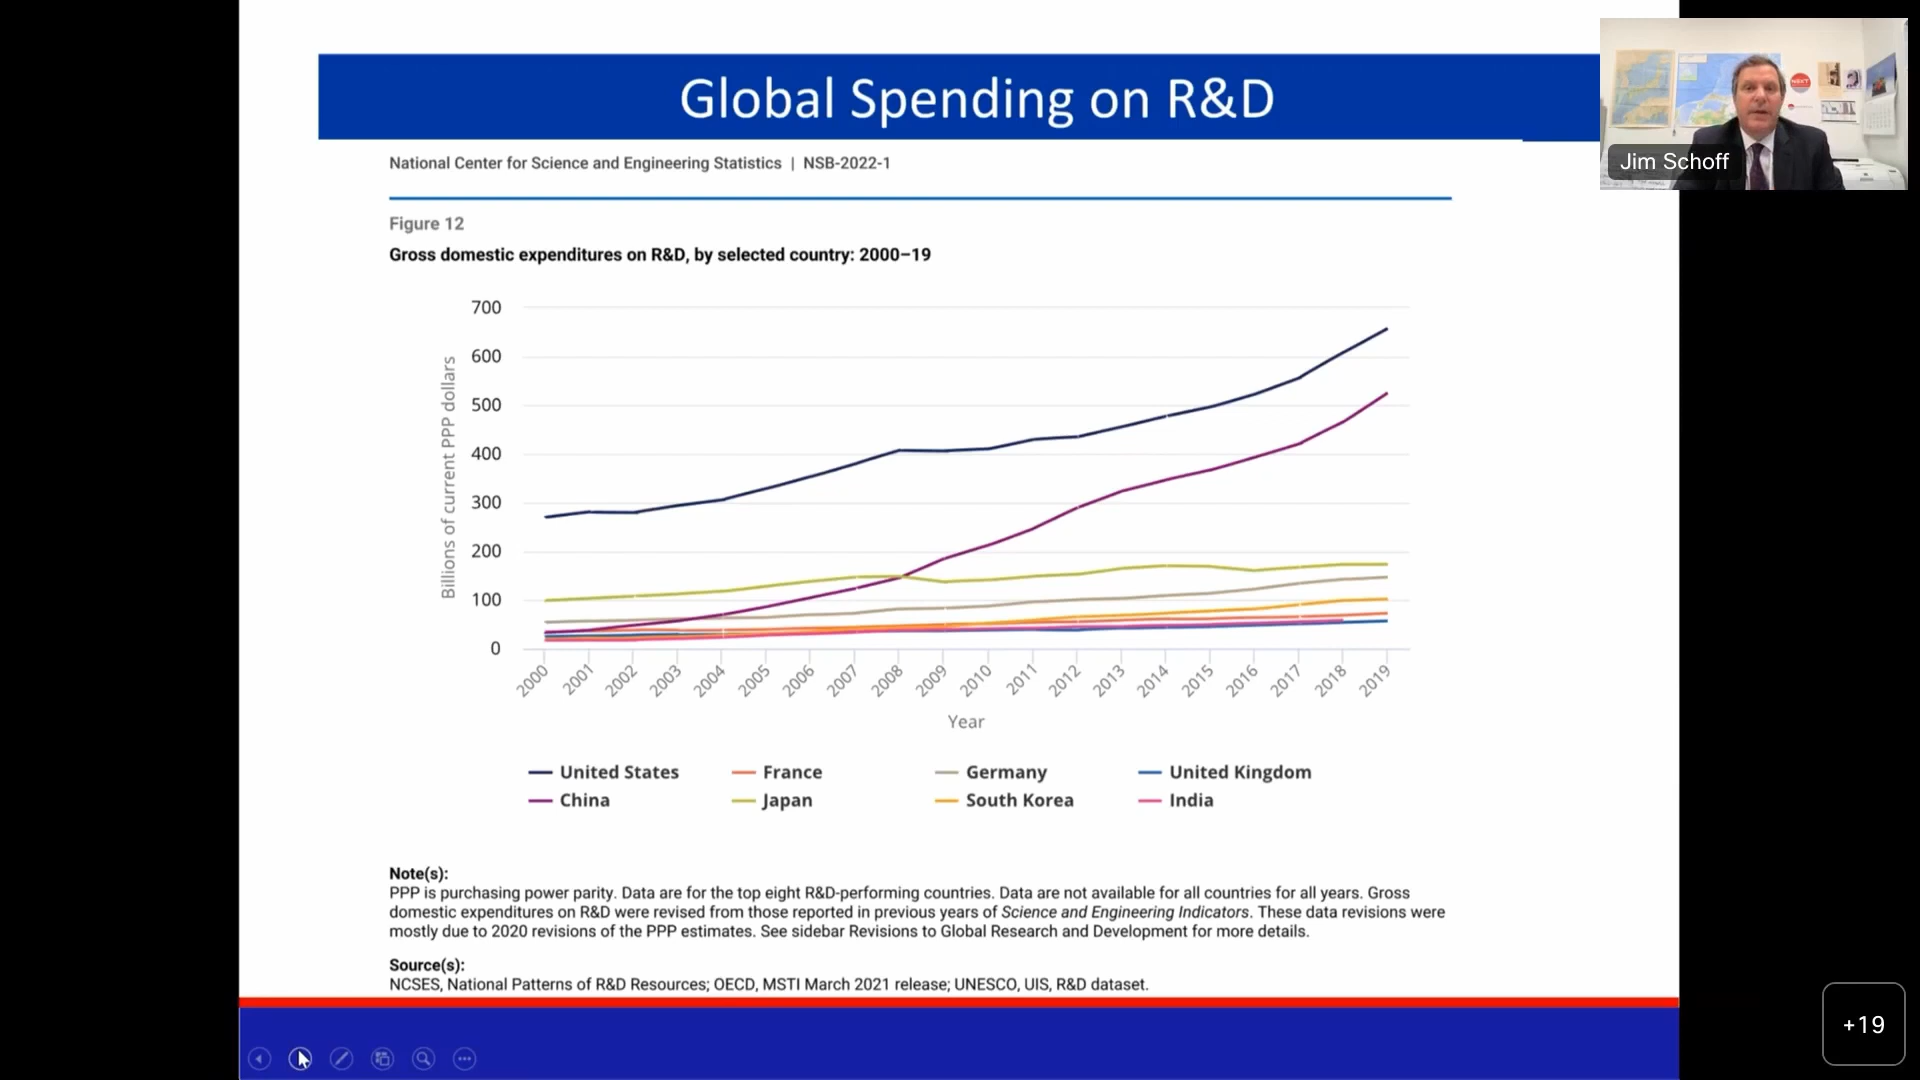 Global Spending on R&D
Jim Schoff
National Center for Science and Engineering Statistics | NSB-2022-1
Figure 12
Gross domestic expenditures on R&D, by selected country: 2000–19
Billions of current PPP dollars
700
600
500
400
300
200
100
0
2000 2001 2002 2003 2004 2005 2006 2007 2008 2009 2010 2011 2012 2013 2014 2015 2016 2017 2018 2019
Year
United States France Germany United Kingdom
China Japan South Korea India
Note(s):
PPP is purchasing power parity. Data are for the top eight R&D-performing countries. Data are not available for all countries for all years. Gross
domestic expenditures on R&D were revised from those reported in previous years of Science and Engineering Indicators. These data revisions were
mostly due to 2020 revisions of the PPP estimates. See sidebar Revisions to Global Research and Development for more details.
Source(s):
NCSES, National Patterns of R&D Resources; OECD, MSTI March 2021 release; UNESCO, UIS, R&D dataset.
+19